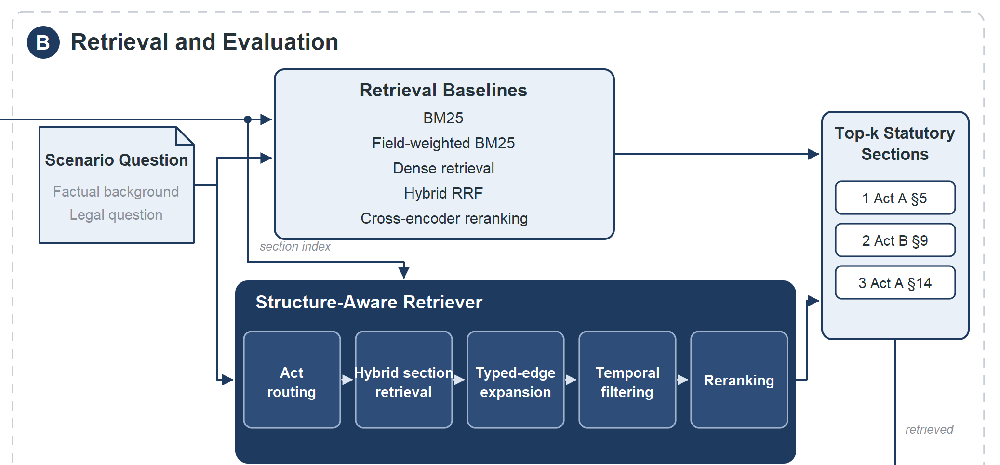 B
Retrieval and Evaluation
Scenario Question
Factual background
Legal question
Retrieval Baselines
BM25
Field-weighted BM25
Dense retrieval
Hybrid RRF
Cross-encoder reranking
section index
Structure-Aware Retriever
Act
routing
Hybrid section
retrieval
Typed-edge
expansion
Temporal
filtering
Reranking
Top-k Statutory
Sections
1 Act A §5
2 Act B §9
3 Act A §14
retrieved